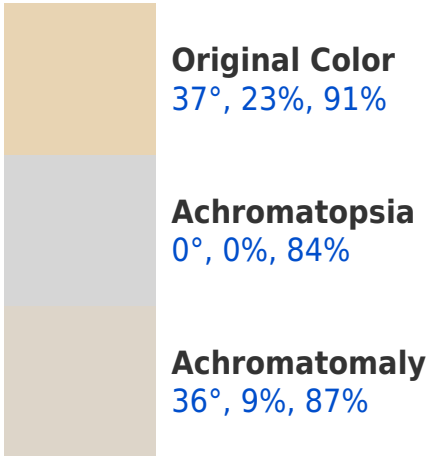 Original Color
37°, 23%, 91%
Achromatopsia
0°, 0%, 84%
Achromatomaly
36°, 9%, 87%